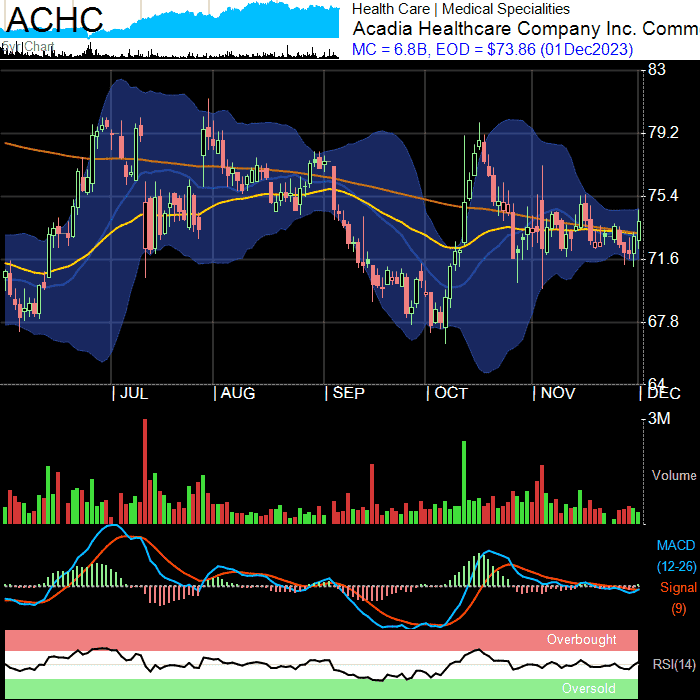 ACHC
5yr Chart
Health Care | Medical Specialities
Acadia Healthcare Company Inc. Comm
MC = 6.8B, EOD = $73.86 (01Dec2023)
83
79.2
75.4
71.6
67.8
64
JUL
AUG
SEP
OCT
NOV
DEC
3M
Volume
MACD
(12-26)
Signal
(9)
Overbought
RSI(14)
Oversold